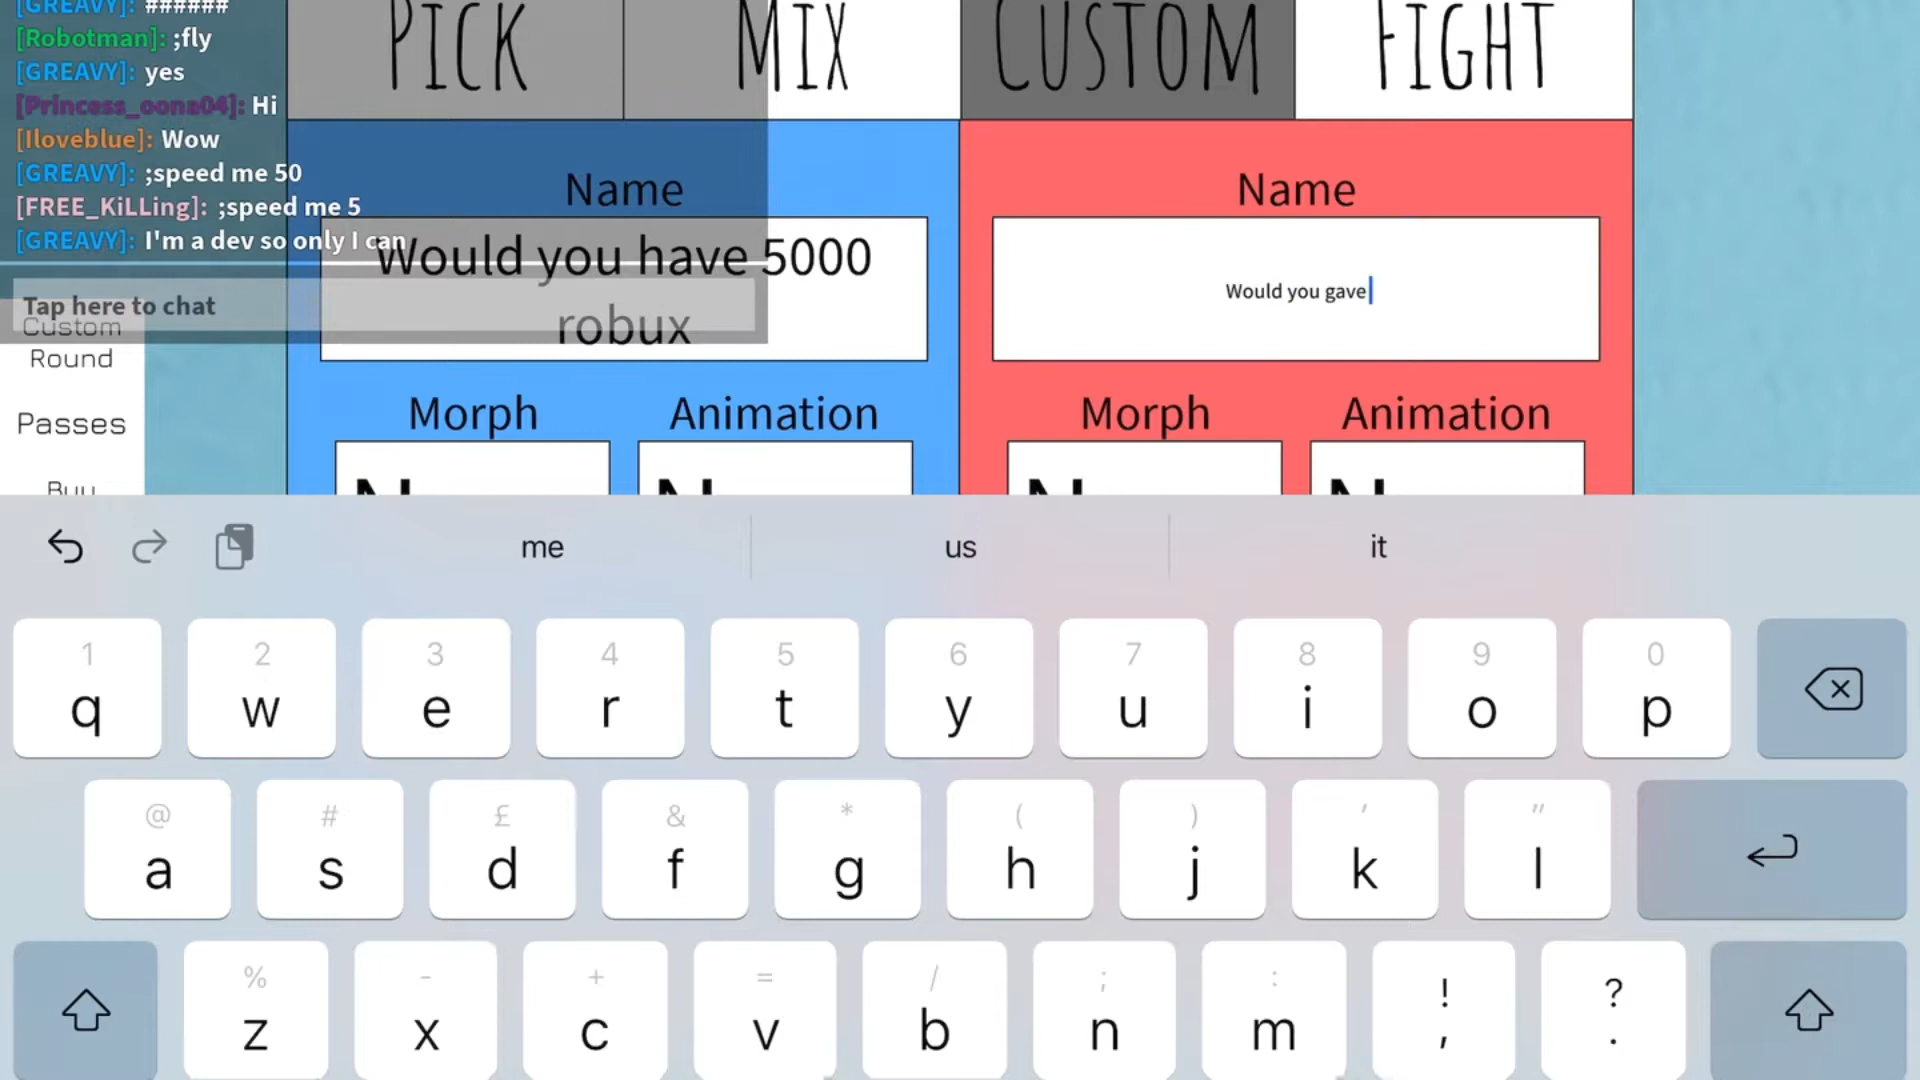 [GREAVY]: ######
[Robotman]: ;fly
[GREAVY]: yes
[Princess_oona04]: Hi
[Iloveblue]: Wow
[GREAVY]: ;speed me 50
[FREE_KiLLing]: ;speed me 5
[GREAVY]: I'm a dev so only I can
Tap here to chat
Custom
Round
Passes
Buy
PICK
MIX
CUSTOM
FIGHT
Name
Would you have 5000
robux
Morph
Animation
Name
Would you gave
Morph
Animation
me
us
it
1 2 3 4 5 6 7 8 9 0
q w e r t y u i o p
@ # £ & * ( ) ' "
a s d f g h j k l
% - + = / ; : ! ?
z x c v b n m , .